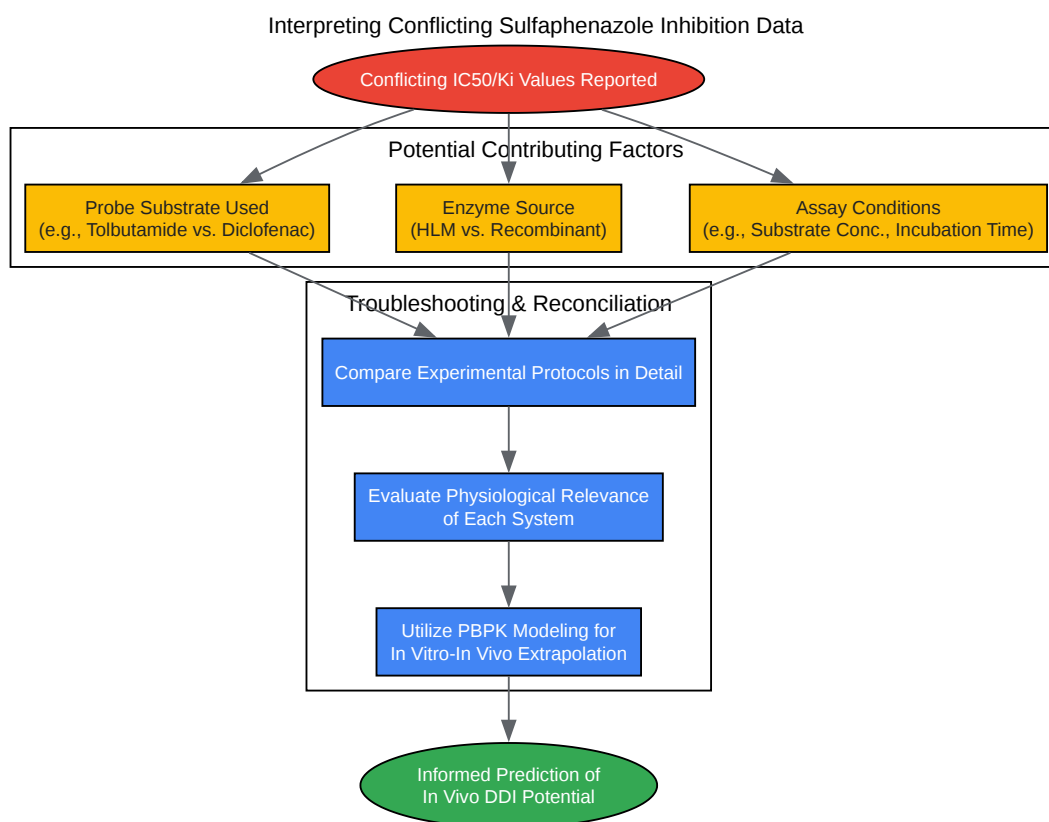 Interpreting Conflicting Sulfaphenazole Inhibition Data
Conflicting IC50/Ki Values Reported
Potential Contributing Factors
Probe Substrate Used
(e.g., Tolbutamide vs. Diclofenac)
Enzyme Source
(HLM vs. Recombinant)
Assay Conditions
(e.g., Substrate Conc., Incubation Time)
Troubleshooting & Reconciliation
Compare Experimental Protocols in Detail
Evaluate Physiological Relevance
of Each System
Utilize PBPK Modeling for
In Vitro-In Vivo Extrapolation
Informed Prediction of
In Vivo DDI Potential